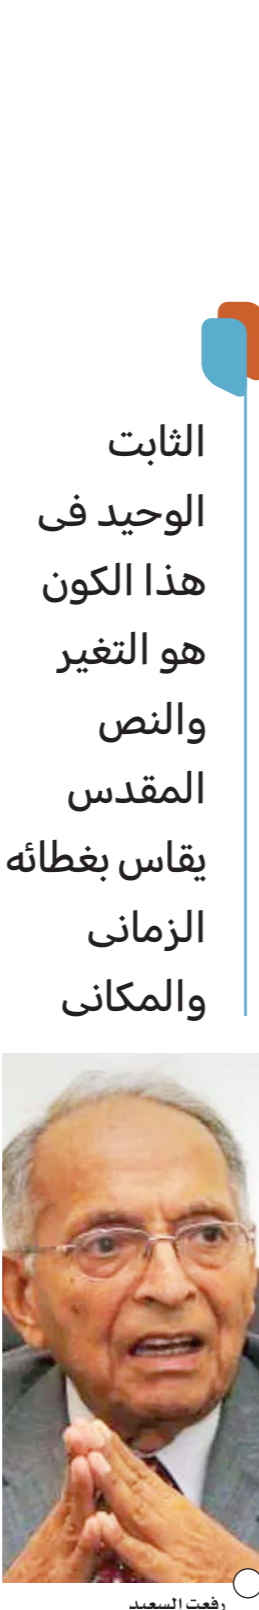 الثابت
الوحيد فى
هذا الكون
هو التغير
والنص
المقدس
يقاس بغطائه
الزمانى
والمكانى
رفعت السعيد